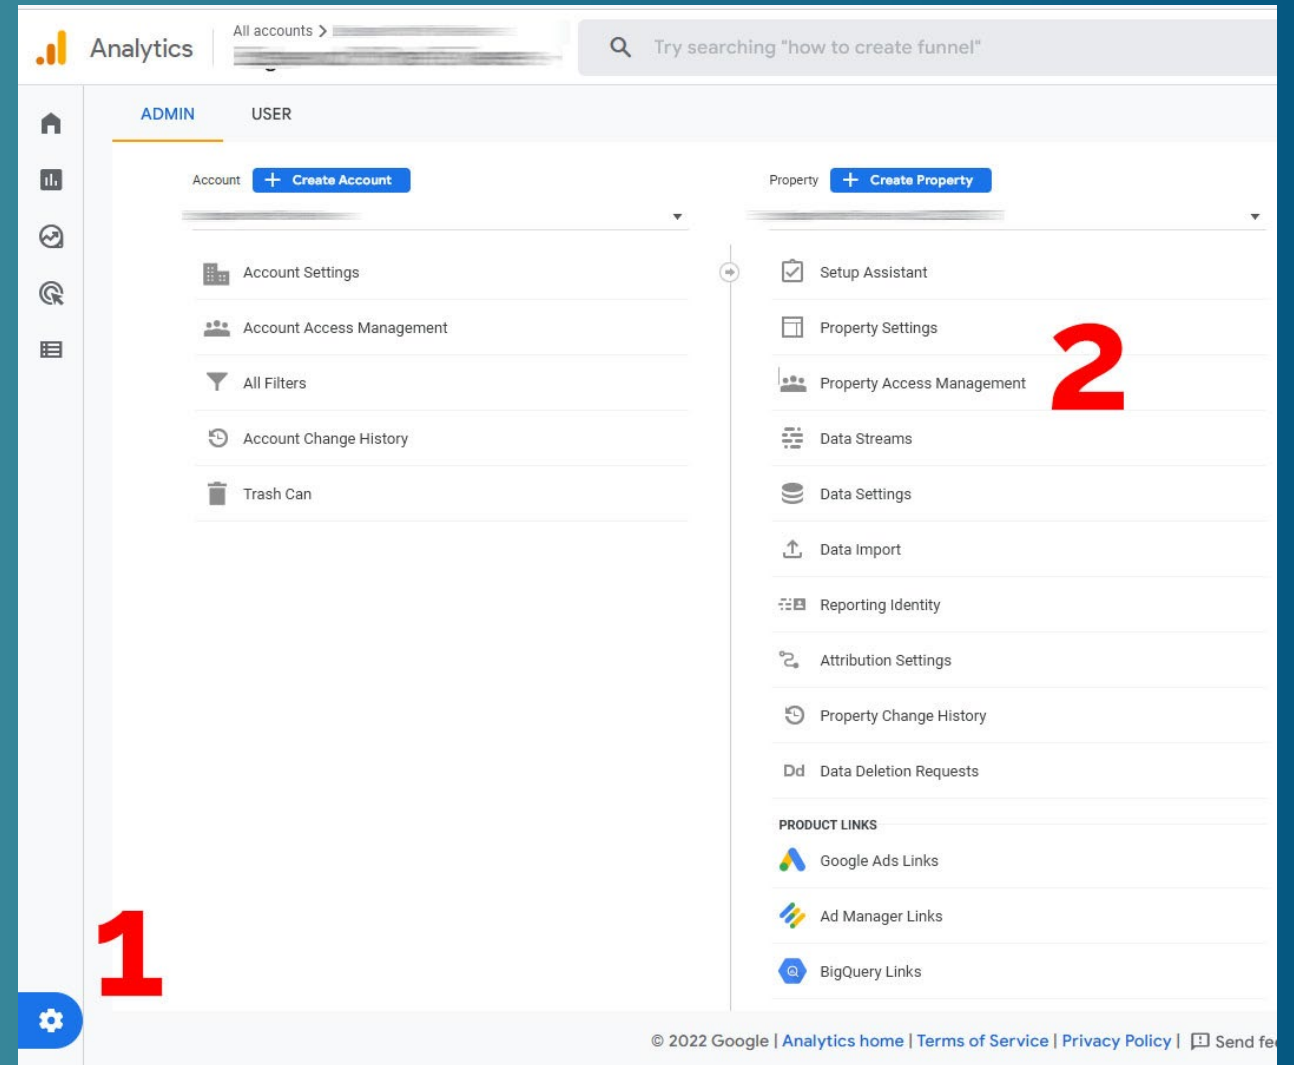 Analytics
All accounts >
Try searching "how to create funnel"
ADMIN USER
Account + Create Account
Account Settings
Account Access Management
All Filters
Account Change History
Trash Can
Property + Create Property
Setup Assistant
Property Settings
Property Access Management
2
Data Streams
Data Settings
Data Import
Reporting Identity
Attribution Settings
Property Change History
Dd Data Deletion Requests
PRODUCT LINKS
Google Ads Links
Ad Manager Links
BigQuery Links
1
© 2022 Google | Analytics home | Terms of Service | Privacy Policy | Send fe